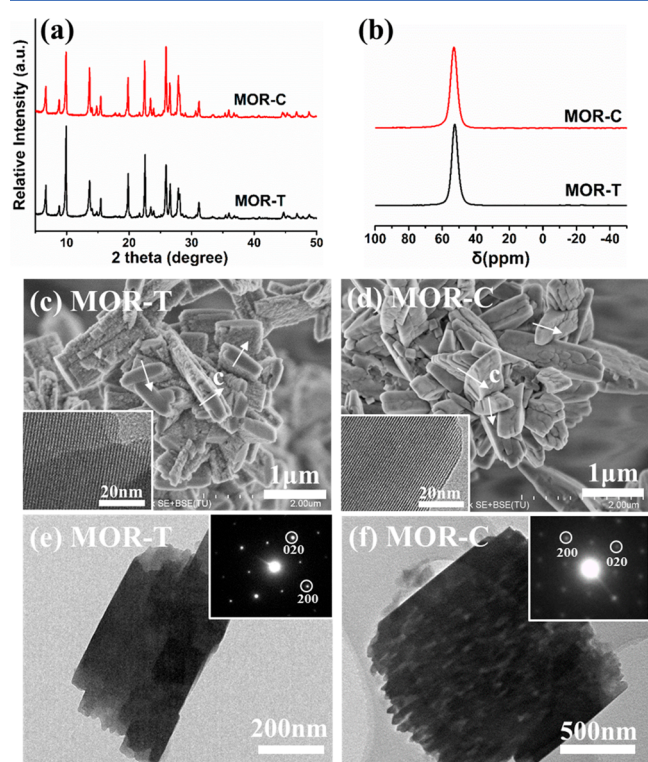 (a)
(b)
Relative Intensity (a.u.)
MOR-C
MOR-T
10 20 30 40 50
2 theta (degree)
MOR-C
MOR-T
100 80 60 40 20 0 -20 -40
δ(ppm)
(c) MOR-T
c
20nm
k SE+BSE(TU)
1μm
2.00um
(d) MOR-C
c
20nm
x SE+BSE(TU)
1μm
2.00um
(e) MOR-T
020
200
200nm
(f) MOR-C
200
020
500nm